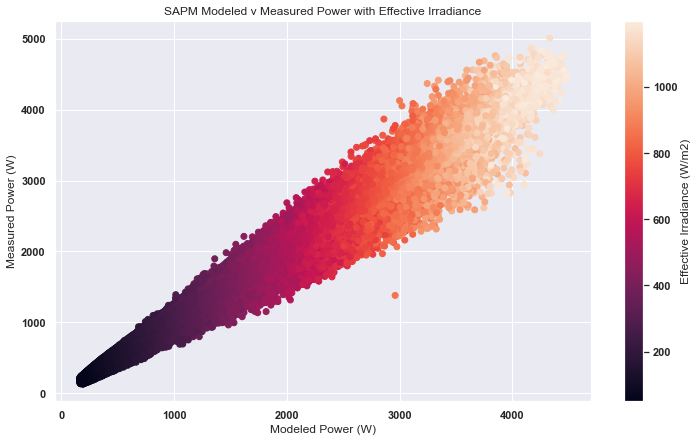 SAPM Modeled v Measured Power with Effective Irradiance
5000
4000
3000
2000
1000
0
Measured Power (W)
0 1000 2000 3000 4000
Modeled Power (W)
1000
800
600
400
200
Effective Irradiance (W/m2)